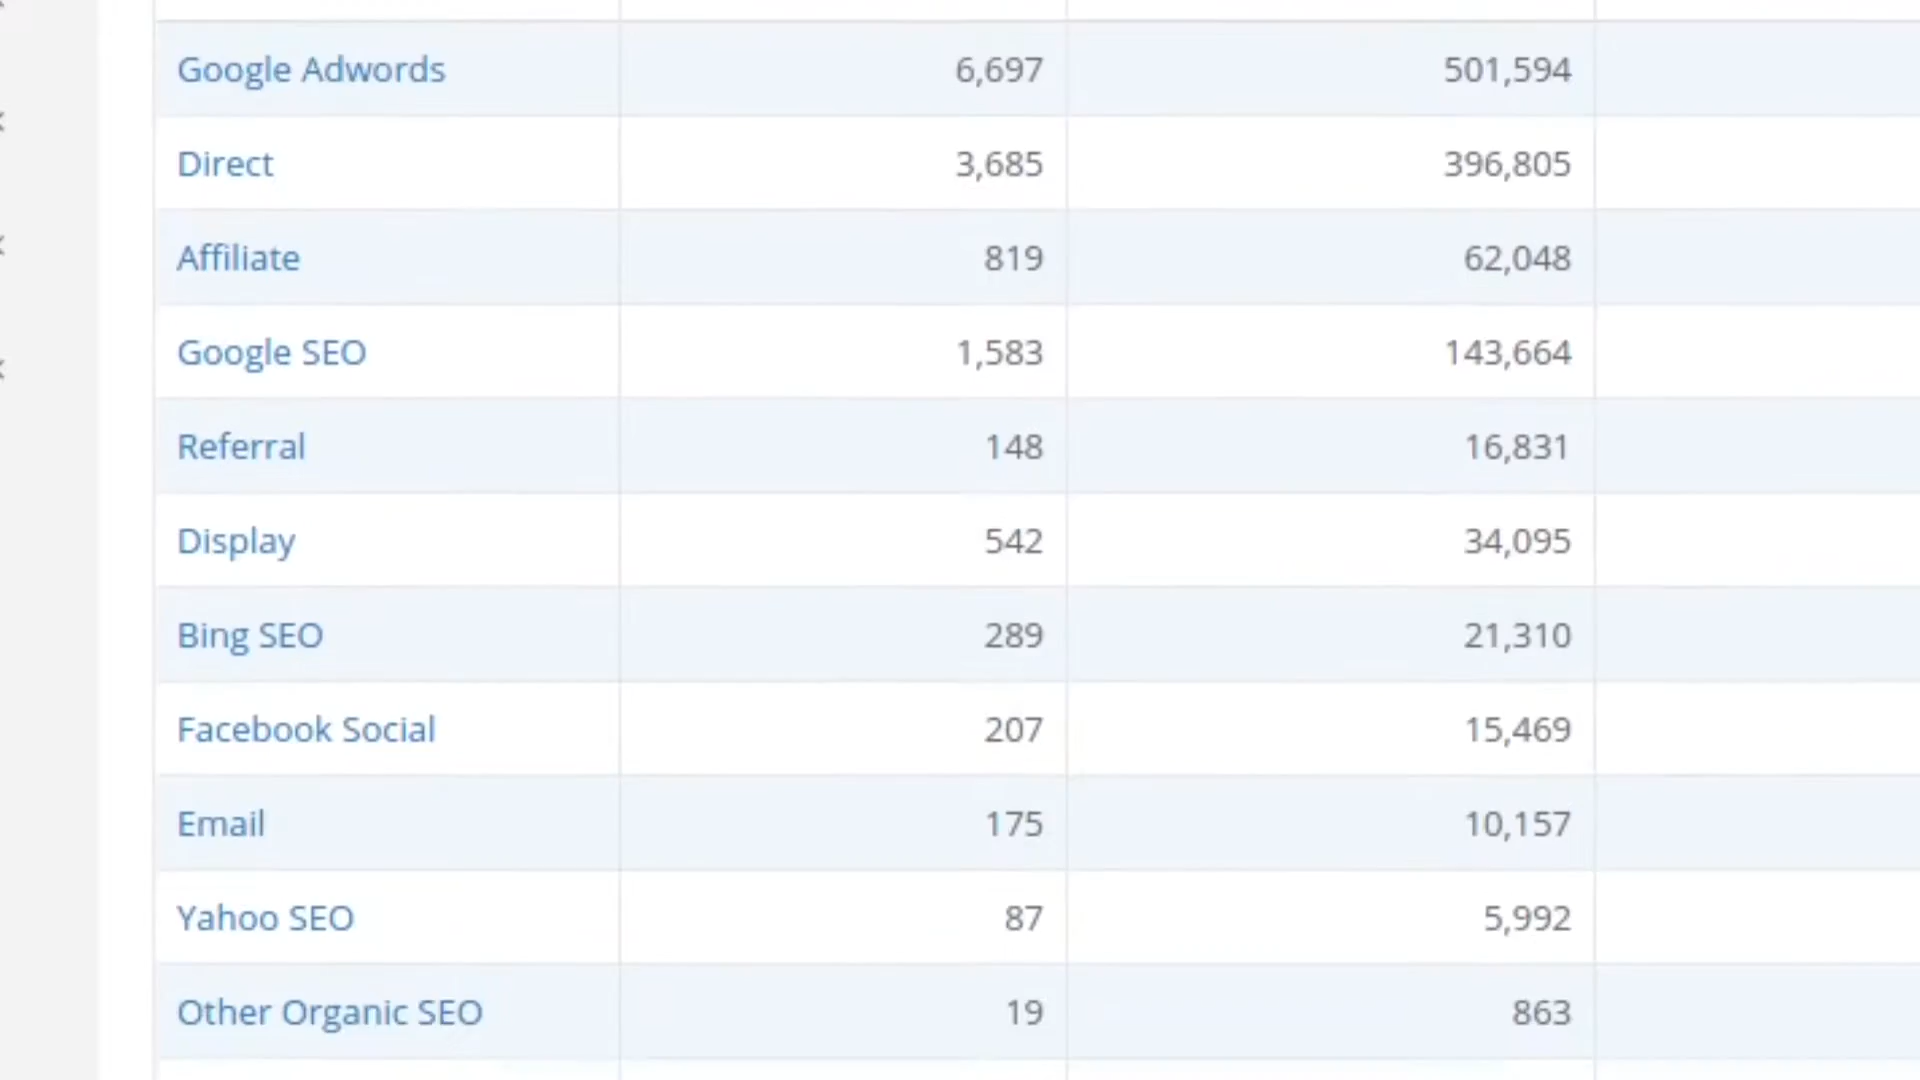 Google Adwords 6,697 501,594
Direct 3,685 396,805
Affiliate 819 62,048
Google SEO 1,583 143,664
Referral 148 16,831
Display 542 34,095
Bing SEO 289 21,310
Facebook Social 207 15,469
Email 175 10,157
Yahoo SEO 87 5,992
Other Organic SEO 19 863